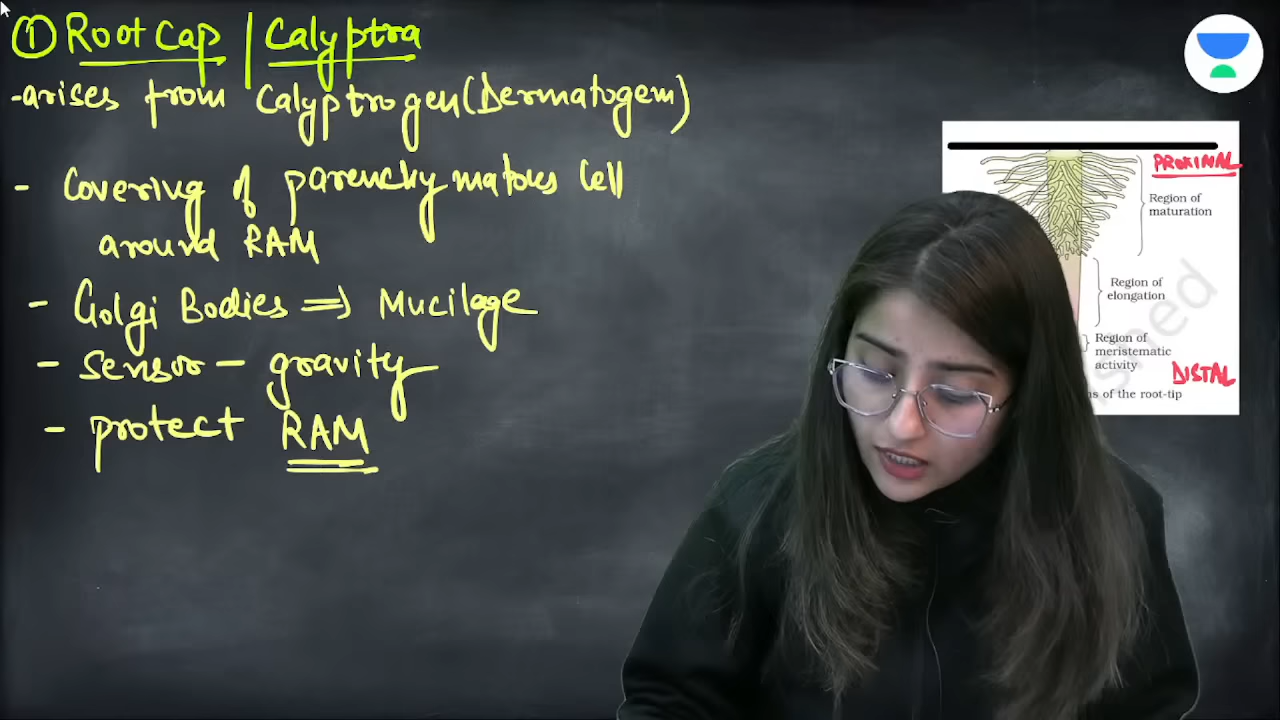 ① Root Cap | Calyptra
-arises from Calyptrogen(Dermatogem)
- Covering of parenchymatous Cell
around RAM
- Golgi Bodies ⇒ Mucilage
- Sensor - gravity
- protect RAM
PROXIMAL
Region of
maturation
Region of
elongation
Region of
meristematic
activity
DISTAL
of the root-tip